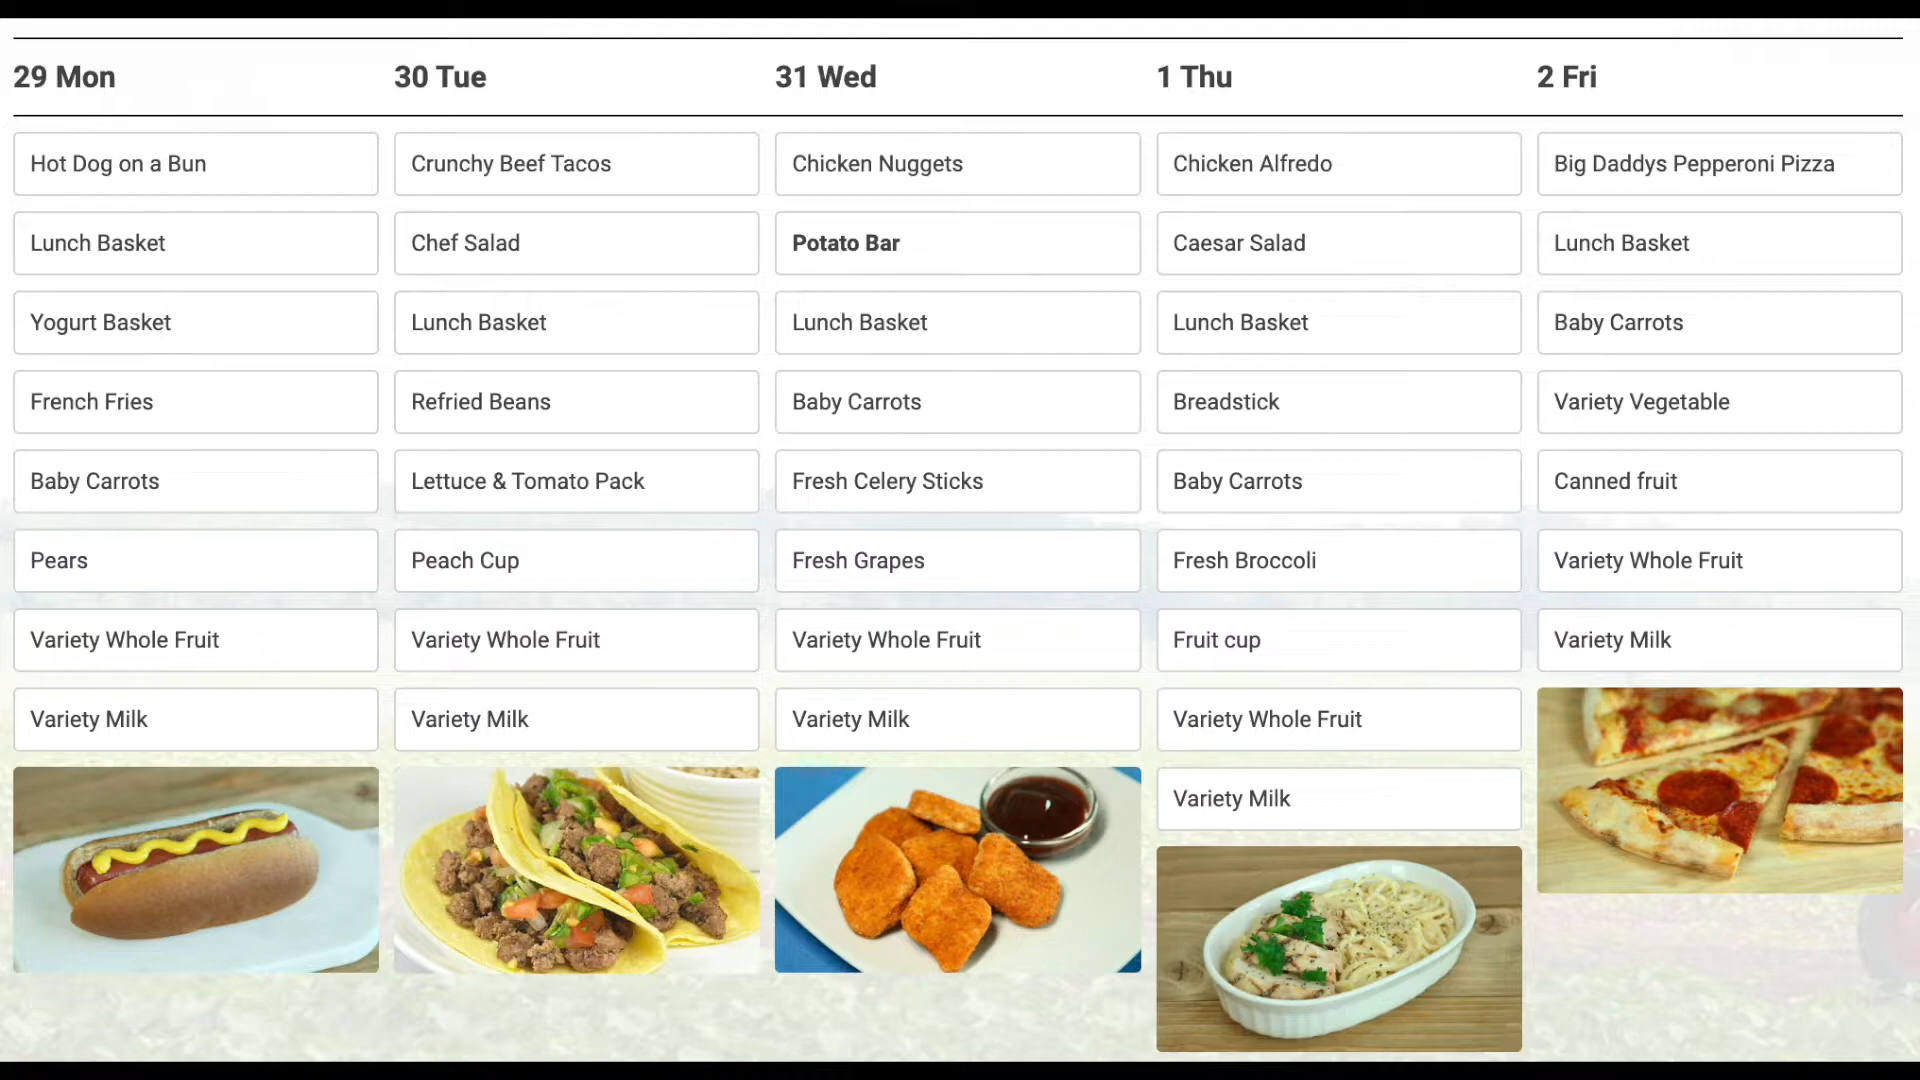 29 Mon
30 Tue
31 Wed
1 Thu
2 Fri
Hot Dog on a Bun
Lunch Basket
Yogurt Basket
French Fries
Baby Carrots
Pears
Variety Whole Fruit
Variety Milk
Crunchy Beef Tacos
Chef Salad
Lunch Basket
Refried Beans
Lettuce & Tomato Pack
Peach Cup
Variety Whole Fruit
Variety Milk
Chicken Nuggets
Potato Bar
Lunch Basket
Baby Carrots
Fresh Celery Sticks
Fresh Grapes
Variety Whole Fruit
Variety Milk
Chicken Alfredo
Caesar Salad
Lunch Basket
Breadstick
Baby Carrots
Fresh Broccoli
Fruit cup
Variety Whole Fruit
Variety Milk
Big Daddys Pepperoni Pizza
Lunch Basket
Baby Carrots
Variety Vegetable
Canned fruit
Variety Whole Fruit
Variety Milk